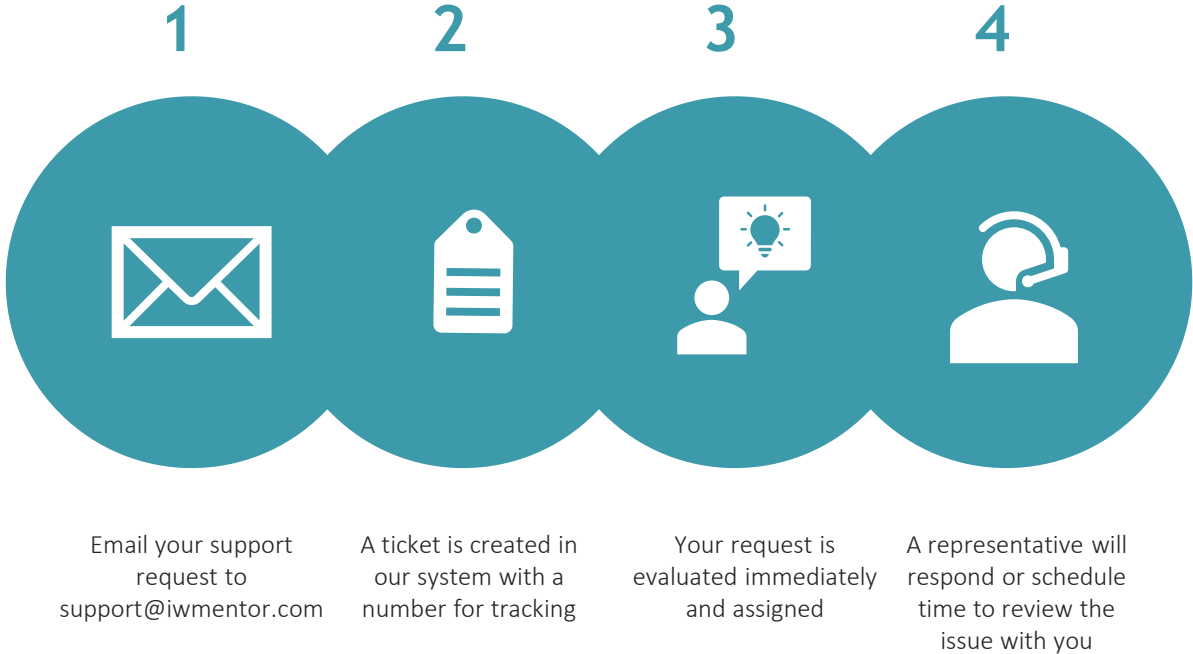 1
2
3
4
Email your support
request to
support@iwmentor.com
A ticket is created in
our system with a
number for tracking
Your request is
evaluated immediately
and assigned
A representative will
respond or schedule
time to review the
issue with you